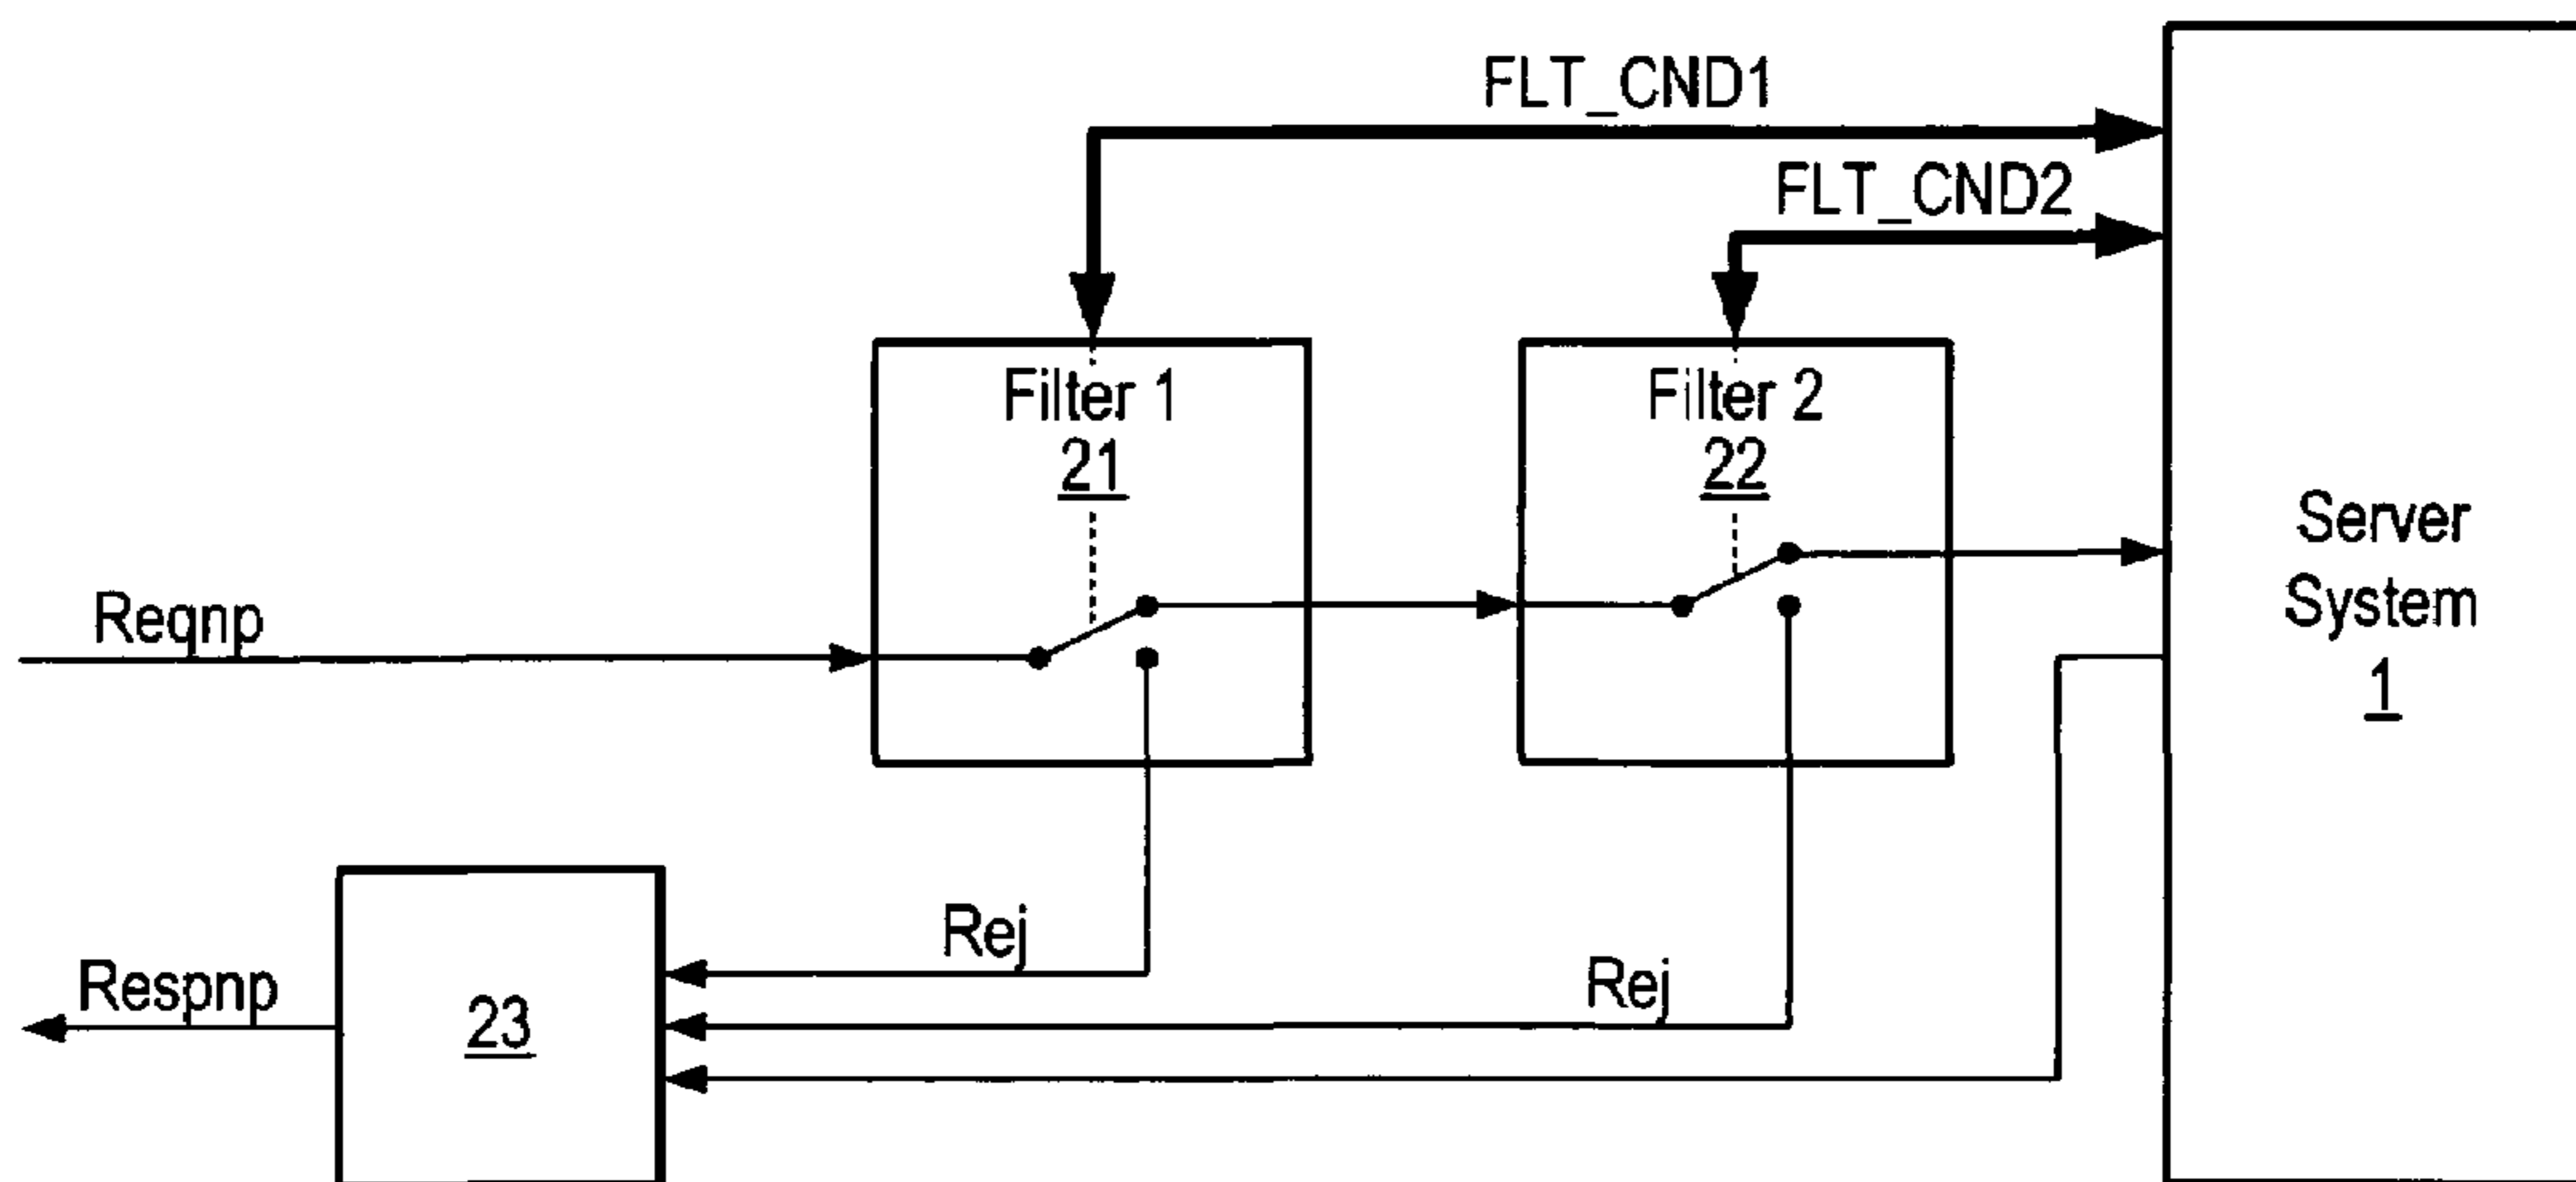 FLT_CND1
FLT_CND2
Filter 1
21
Filter 2
22
Server
System
1
Reqnp
Rej
Rej
Respnp
23